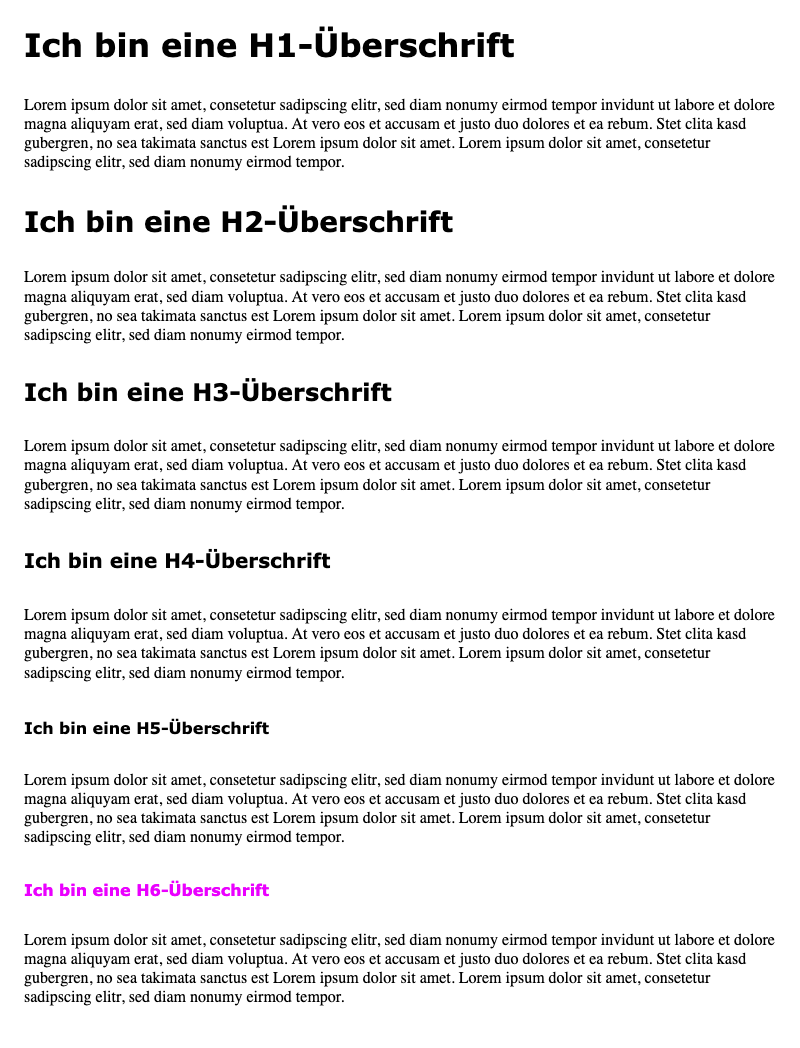 Ich bin eine H1-Überschrift
Lorem ipsum dolor sit amet, consetetur sadipscing elitr, sed diam nonumy eirmod tempor invidunt ut labore et dolore
magna aliquyam erat, sed diam voluptua. At vero eos et accusam et justo duo dolores et ea rebum. Stet clita kasd
gubergren, no sea takimata sanctus est Lorem ipsum dolor sit amet. Lorem ipsum dolor sit amet, consetetur
sadipscing elitr, sed diam nonumy eirmod tempor.
Ich bin eine H2-Überschrift
Lorem ipsum dolor sit amet, consetetur sadipscing elitr, sed diam nonumy eirmod tempor invidunt ut labore et dolore
magna aliquyam erat, sed diam voluptua. At vero eos et accusam et justo duo dolores et ea rebum. Stet clita kasd
gubergren, no sea takimata sanctus est Lorem ipsum dolor sit amet. Lorem ipsum dolor sit amet, consetetur
sadipscing elitr, sed diam nonumy eirmod tempor.
Ich bin eine H3-Überschrift
Lorem ipsum dolor sit amet, consetetur sadipscing elitr, sed diam nonumy eirmod tempor invidunt ut labore et dolore
magna aliquyam erat, sed diam voluptua. At vero eos et accusam et justo duo dolores et ea rebum. Stet clita kasd
gubergren, no sea takimata sanctus est Lorem ipsum dolor sit amet. Lorem ipsum dolor sit amet, consetetur
sadipscing elitr, sed diam nonumy eirmod tempor.
Ich bin eine H4-Überschrift
Lorem ipsum dolor sit amet, consetetur sadipscing elitr, sed diam nonumy eirmod tempor invidunt ut labore et dolore
magna aliquyam erat, sed diam voluptua. At vero eos et accusam et justo duo dolores et ea rebum. Stet clita kasd
gubergren, no sea takimata sanctus est Lorem ipsum dolor sit amet. Lorem ipsum dolor sit amet, consetetur
sadipscing elitr, sed diam nonumy eirmod tempor.
Ich bin eine H5-Überschrift
Lorem ipsum dolor sit amet, consetetur sadipscing elitr, sed diam nonumy eirmod tempor invidunt ut labore et dolore
magna aliquyam erat, sed diam voluptua. At vero eos et accusam et justo duo dolores et ea rebum. Stet clita kasd
gubergren, no sea takimata sanctus est Lorem ipsum dolor sit amet. Lorem ipsum dolor sit amet, consetetur
sadipscing elitr, sed diam nonumy eirmod tempor.
Ich bin eine H6-Überschrift
Lorem ipsum dolor sit amet, consetetur sadipscing elitr, sed diam nonumy eirmod tempor invidunt ut labore et dolore
magna aliquyam erat, sed diam voluptua. At vero eos et accusam et justo duo dolores et ea rebum. Stet clita kasd
gubergren, no sea takimata sanctus est Lorem ipsum dolor sit amet. Lorem ipsum dolor sit amet, consetetur
sadipscing elitr, sed diam nonumy eirmod tempor.